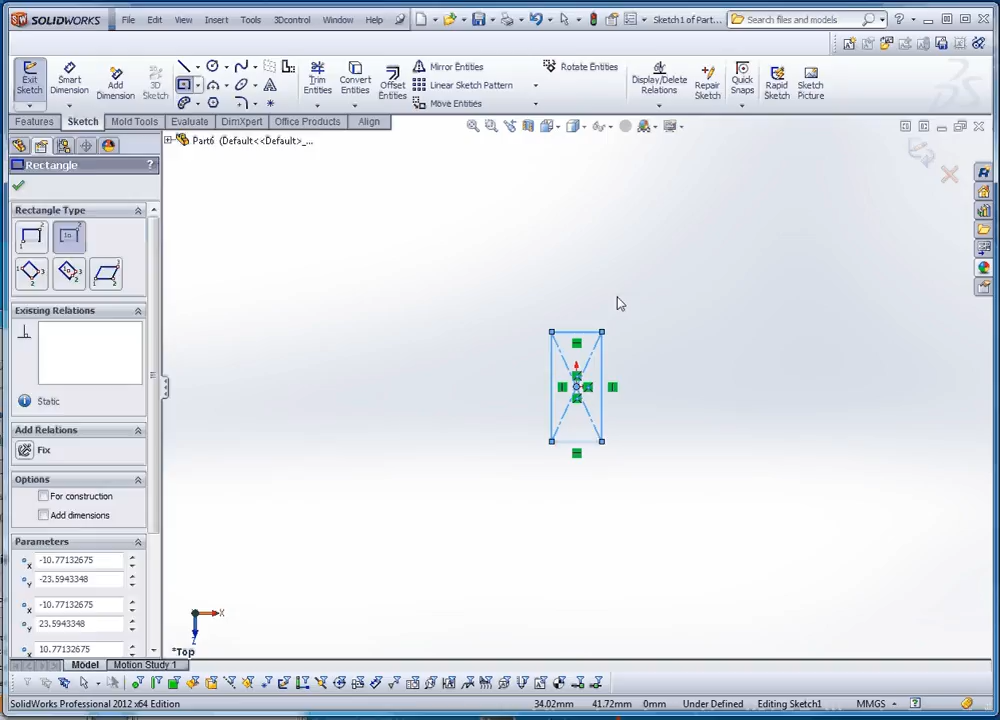 SOLIDWORKS File Edit View Insert Tools 3Dcontrol Window Help Sketch1 of Part... Search files and models
Exit Sketch
Smart Dimension
Add Dimension
3D Sketch
Trim Entities
Convert Entities
Offset Entities
Mirror Entities
Linear Sketch Pattern
Move Entities
Rotate Entities
Display/Delete Relations
Repair Sketch
Quick Snaps
Rapid Sketch
Sketch Picture
Features Sketch Mold Tools Evaluate DimXpert Office Products Align
Part6 (Default<<Default>_...
Rectangle ?
Rectangle Type
Existing Relations
Static
Add Relations
Fix
Options
For construction
Add dimensions
Parameters
-10.77132675
-23.5943348
-10.77132675
23.5943348
10.77132675
X
*Top
Model Motion Study 1
SolidWorks Professional 2012 x64 Edition 34.02mm 41.72mm 0mm Under Defined Editing Sketch1 MMGS